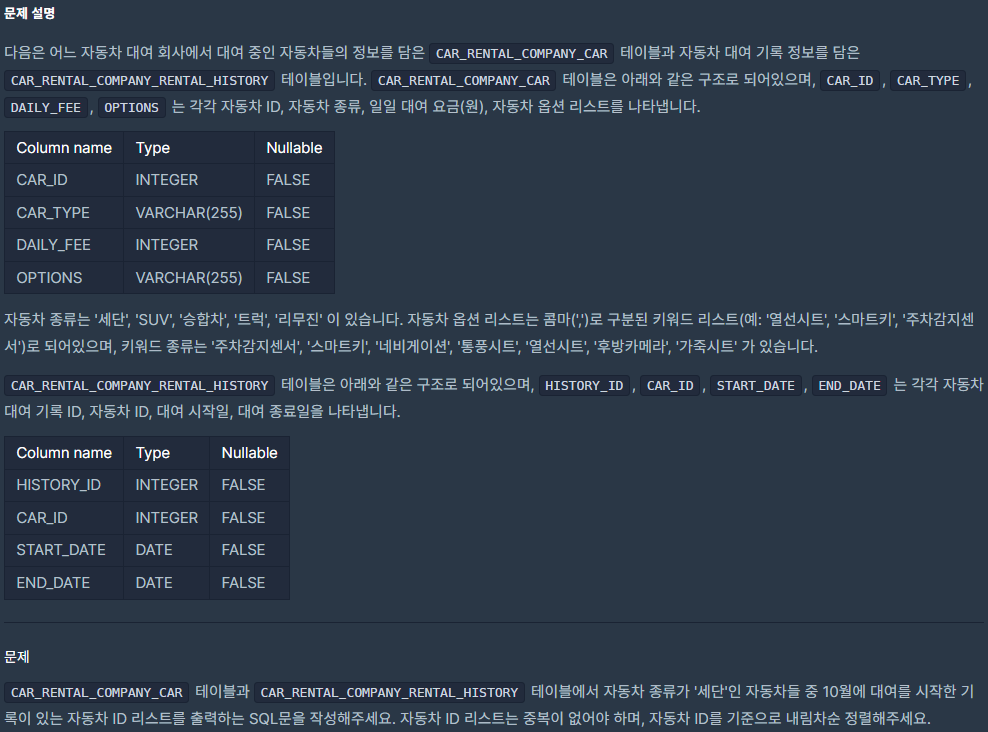 문제 설명
다음은 어느 자동차 대여 회사에서 대여 중인 자동차들의 정보를 담은 CAR_RENTAL_COMPANY_CAR 테이블과 자동차 대여 기록 정보를 담은
CAR_RENTAL_COMPANY_RENTAL_HISTORY 테이블입니다. CAR_RENTAL_COMPANY_CAR 테이블은 아래와 같은 구조로 되어있으며, CAR_ID , CAR_TYPE ,
DAILY_FEE , OPTIONS 는 각각 자동차 ID, 자동차 종류, 일일 대여 요금(원), 자동차 옵션 리스트를 나타냅니다.
Column name Type Nullable
CAR_ID INTEGER FALSE
CAR_TYPE VARCHAR(255) FALSE
DAILY_FEE INTEGER FALSE
OPTIONS VARCHAR(255) FALSE
자동차 종류는 '세단', 'SUV', '승합차', '트럭', '리무진' 이 있습니다. 자동차 옵션 리스트는 콤마(',')로 구분된 키워드 리스트(예: '열선시트', '스마트키', '주차감지센
서')로 되어있으며, 키워드 종류는 '주차감지센서', '스마트키', '네비게이션', '통풍시트', '열선시트', '후방카메라', '가죽시트' 가 있습니다.
CAR_RENTAL_COMPANY_RENTAL_HISTORY 테이블은 아래와 같은 구조로 되어있으며, HISTORY_ID , CAR_ID , START_DATE , END_DATE 는 각각 자동차
대여 기록 ID, 자동차 ID, 대여 시작일, 대여 종료일을 나타냅니다.
Column name Type Nullable
HISTORY_ID INTEGER FALSE
CAR_ID INTEGER FALSE
START_DATE DATE FALSE
END_DATE DATE FALSE
문제
CAR_RENTAL_COMPANY_CAR 테이블과 CAR_RENTAL_COMPANY_RENTAL_HISTORY 테이블에서 자동차 종류가 '세단'인 자동차들 중 10월에 대여를 시작한 기
록이 있는 자동차 ID 리스트를 출력하는 SQL문을 작성해주세요. 자동차 ID 리스트는 중복이 없어야 하며, 자동차 ID를 기준으로 내림차순 정렬해주세요.